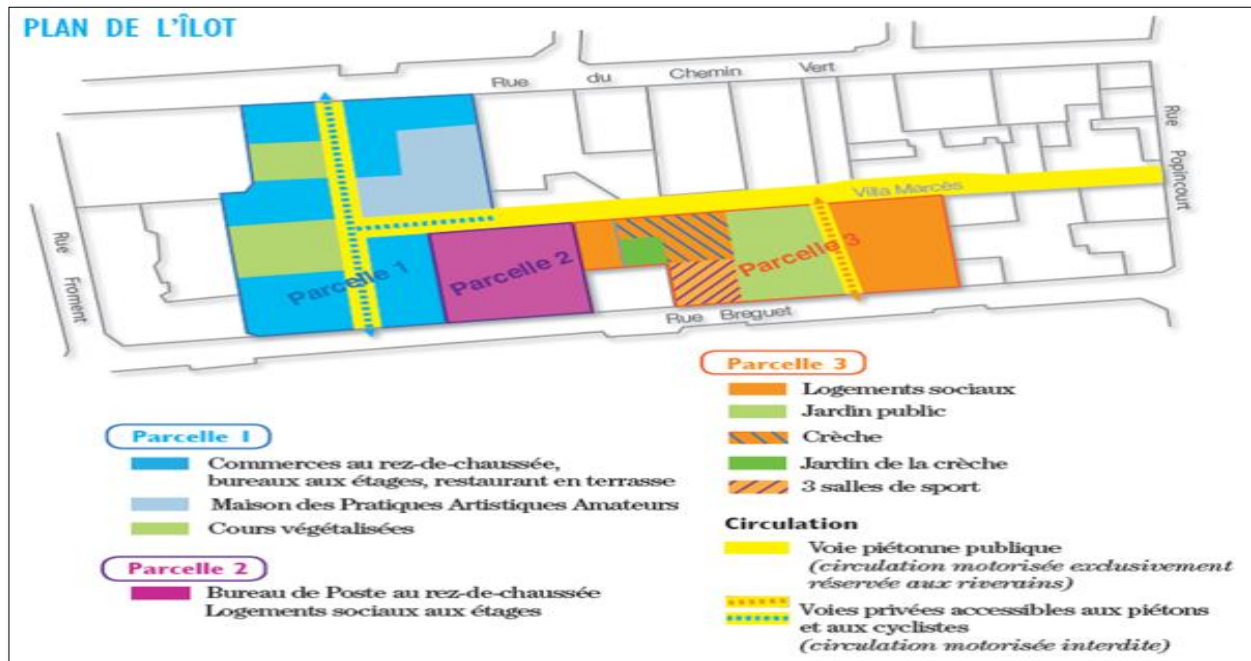 PLAN DE L'ÎLOT
Rue du Chemin Vert
Rue Popincourt
Villa Marcès
Rue Froment
Parcelle 1
Parcelle 2
Parcelle 3
Rue Breguet
Parcelle 1
Commerces au rez-de-chaussée,
bureaux aux étages, restaurant en terrasse
Maison des Pratiques Artistiques Amateurs
Cours végétalisées
Parcelle 2
Bureau de Poste au rez-de-chaussée
Logements sociaux aux étages
Parcelle 3
Logements sociaux
Jardin public
Crèche
Jardin de la crèche
3 salles de sport
Circulation
Voie piétonne publique
(circulation motorisée exclusivement
réservée aux riverains)
Voies privées accessibles aux piétons
et aux cyclistes
(circulation motorisée interdite)